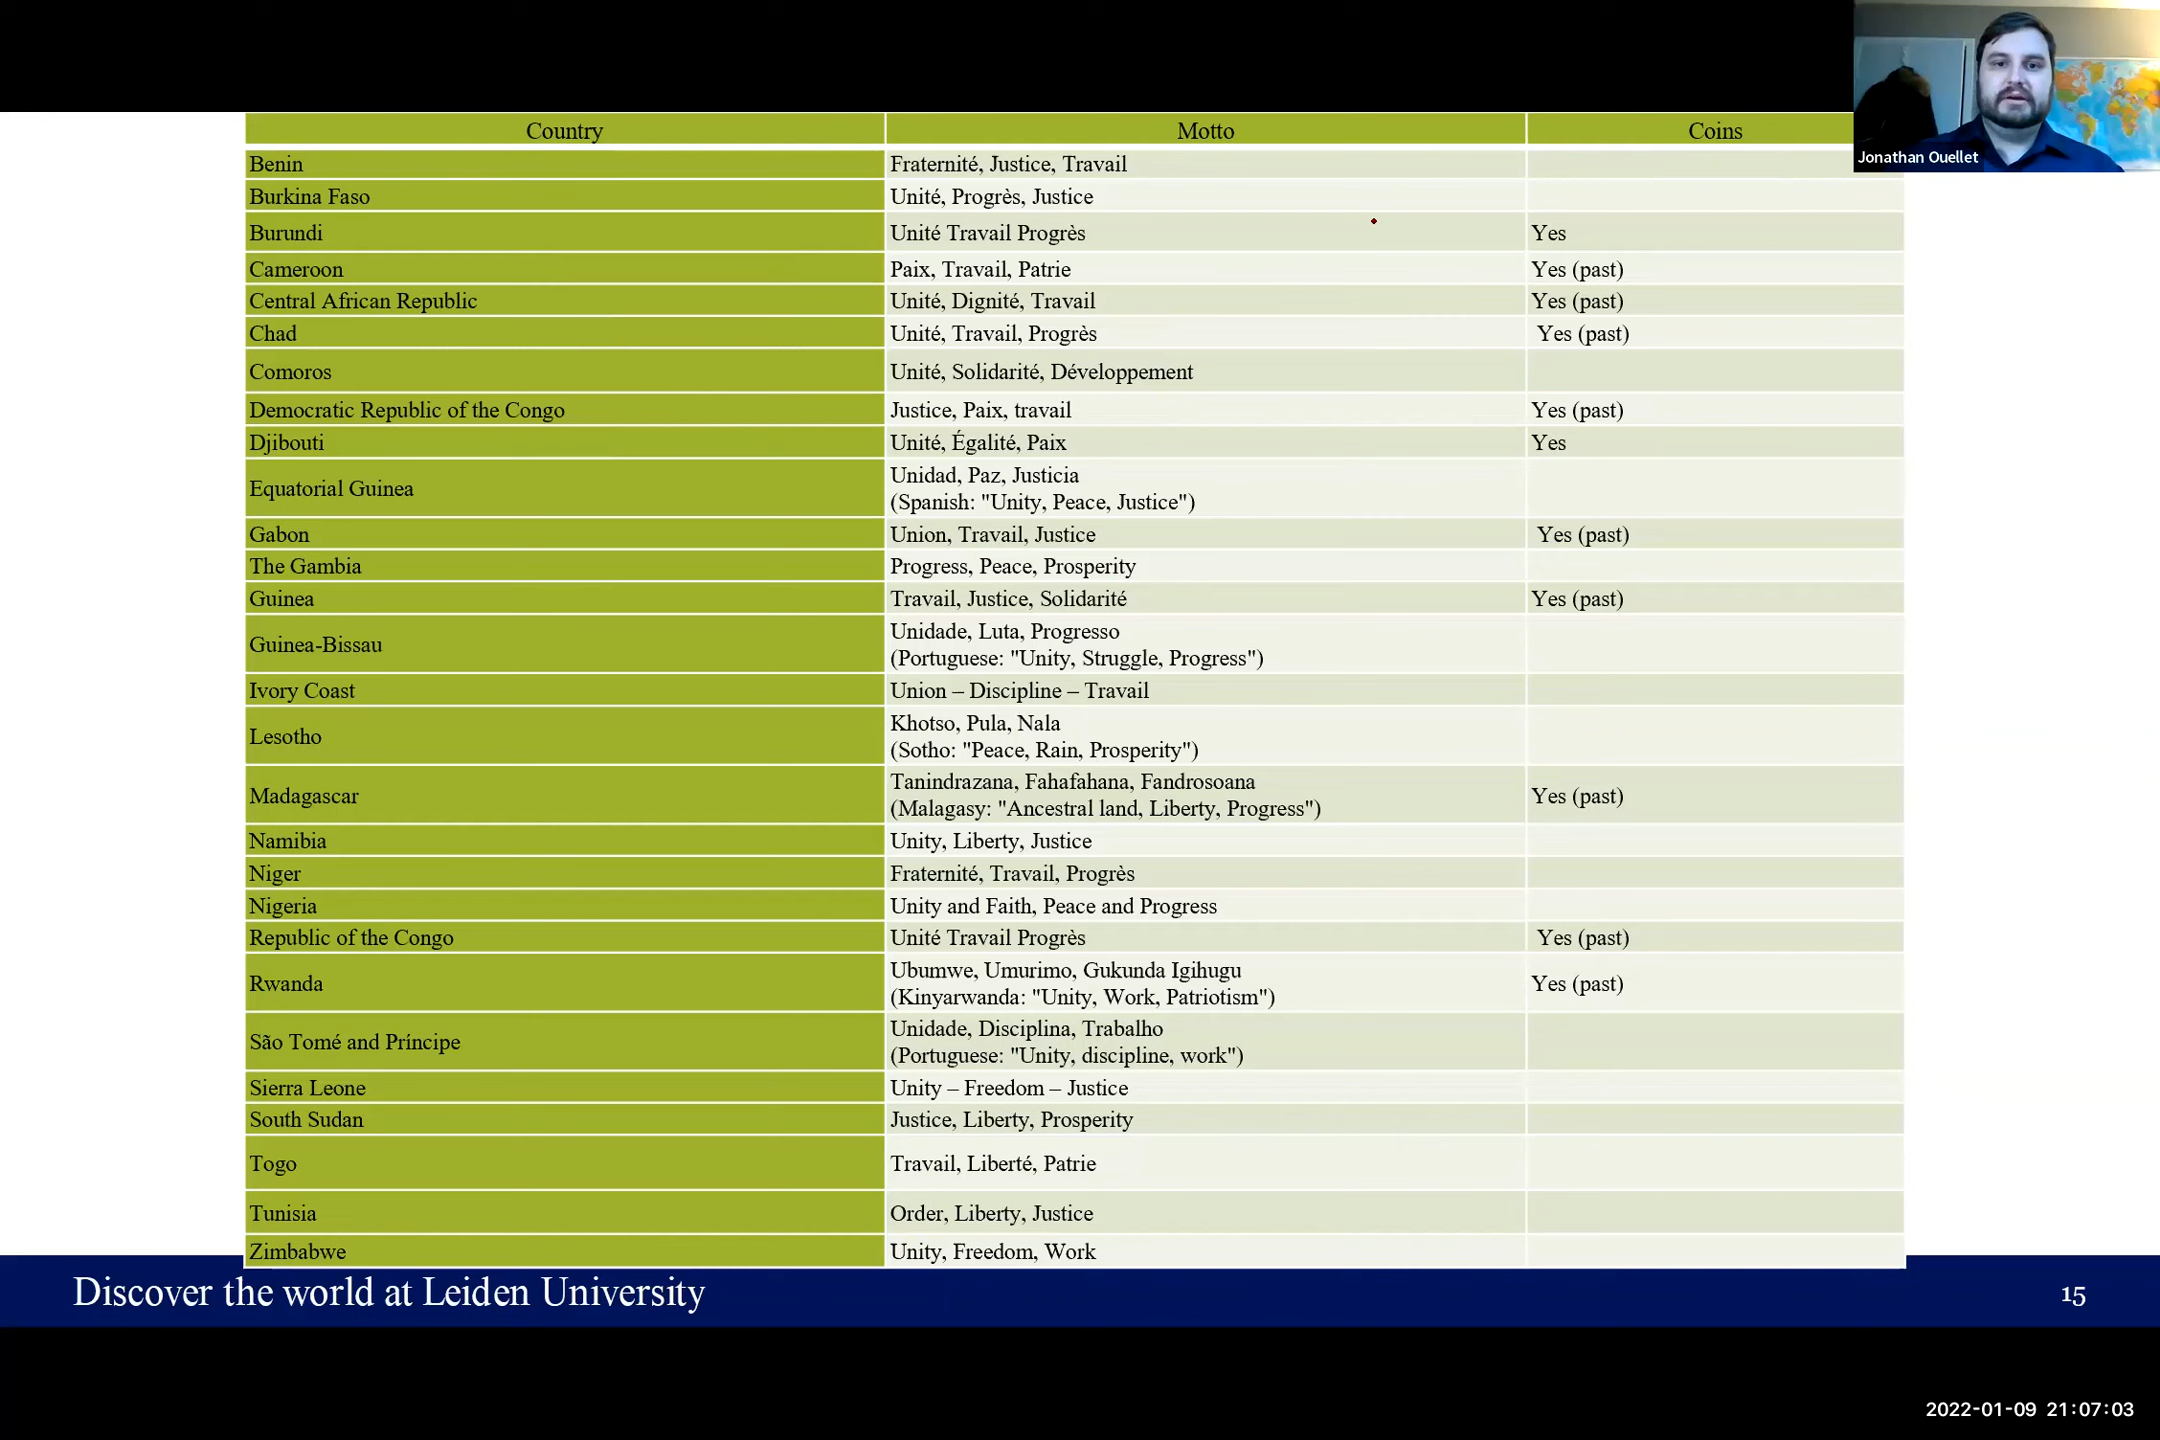 Jonathan Ouellet
Country Motto Coins
Benin Fraternité, Justice, Travail
Burkina Faso Unité, Progrès, Justice
Burundi Unité Travail Progrès Yes
Cameroon Paix, Travail, Patrie Yes (past)
Central African Republic Unité, Dignité, Travail Yes (past)
Chad Unité, Travail, Progrès Yes (past)
Comoros Unité, Solidarité, Développement
Democratic Republic of the Congo Justice, Paix, travail Yes (past)
Djibouti Unité, Égalité, Paix Yes
Equatorial Guinea Unidad, Paz, Justicia
(Spanish: "Unity, Peace, Justice")
Gabon Union, Travail, Justice Yes (past)
The Gambia Progress, Peace, Prosperity
Guinea Travail, Justice, Solidarité Yes (past)
Guinea-Bissau Unidade, Luta, Progresso
(Portuguese: "Unity, Struggle, Progress")
Ivory Coast Union – Discipline – Travail
Lesotho Khotso, Pula, Nala
(Sotho: "Peace, Rain, Prosperity")
Madagascar Tanindrazana, Fahafahana, Fandrosoana
(Malagasy: "Ancestral land, Liberty, Progress") Yes (past)
Namibia Unity, Liberty, Justice
Niger Fraternité, Travail, Progrès
Nigeria Unity and Faith, Peace and Progress
Republic of the Congo Unité Travail Progrès Yes (past)
Rwanda Ubumwe, Umurimo, Gukunda Igihugu
(Kinyarwanda: "Unity, Work, Patriotism") Yes (past)
São Tomé and Príncipe Unidade, Disciplina, Trabalho
(Portuguese: "Unity, discipline, work")
Sierra Leone Unity – Freedom – Justice
South Sudan Justice, Liberty, Prosperity
Togo Travail, Liberté, Patrie
Tunisia Order, Liberty, Justice
Zimbabwe Unity, Freedom, Work
Discover the world at Leiden University 15
2022-01-09 21:07:03